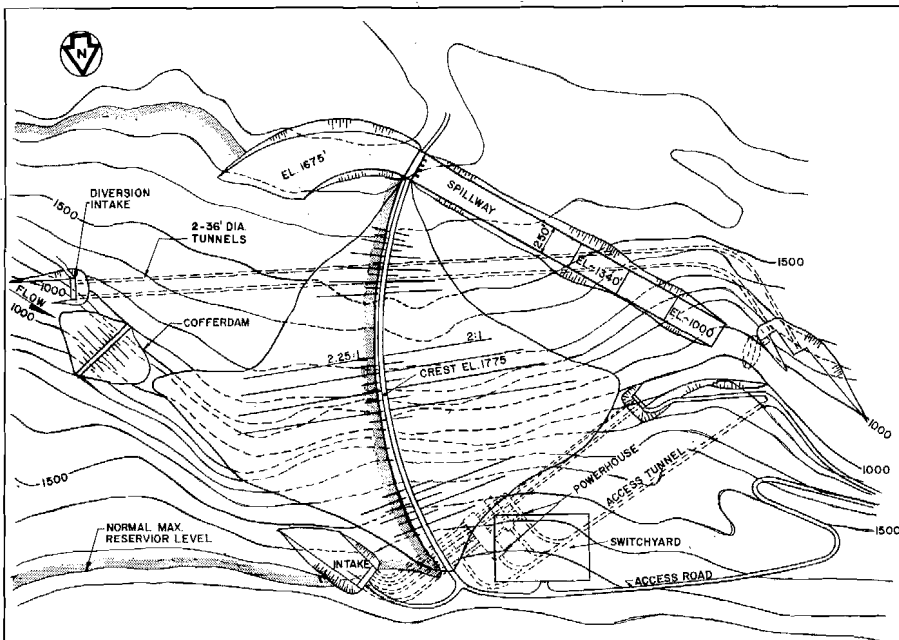 N
EL. 1675'
SPILLWAY
DIVERSION
INTAKE
1500
2-36' DIA.
TUNNELS
250'
EL.-1340'
1500
1000
FLOW
1000
EL.-1000
COFFERDAM
2.25:1
2:1
CREST EL. 1775
1000
POWERHOUSE
ACCESS TUNNEL
1000
1500
1500
NORMAL MAX.
RESERVIOR LEVEL
SWITCHYARD
INTAKE
ACCESS ROAD